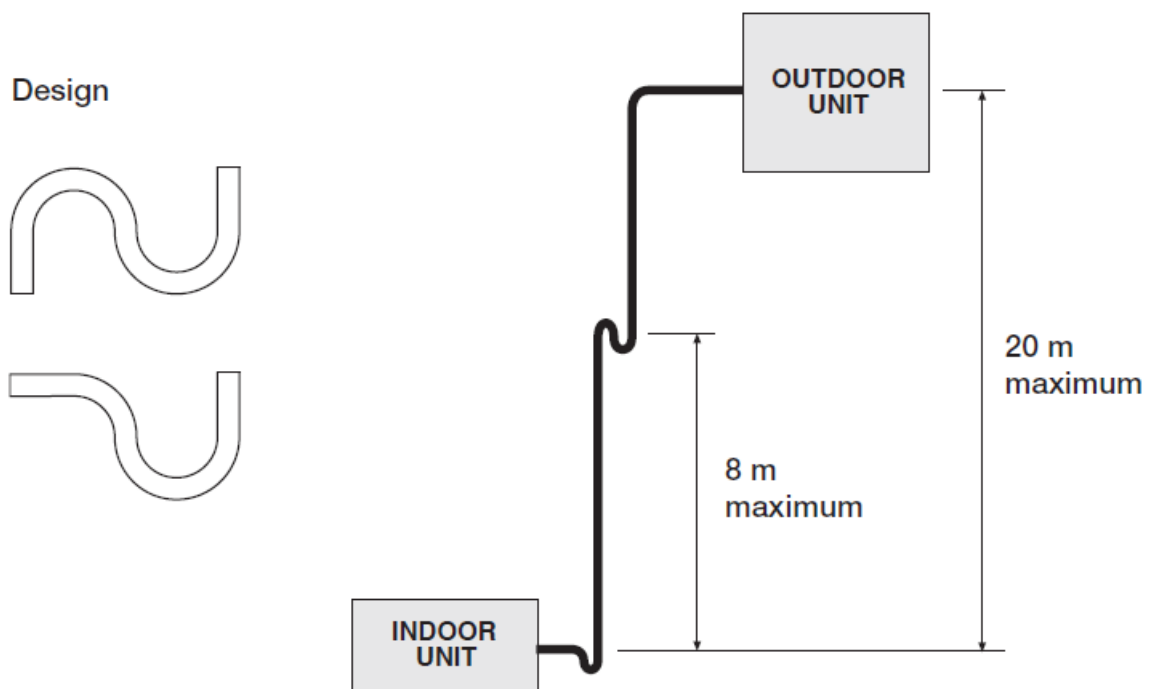 Design
OUTDOOR
UNIT
20 m
maximum
8 m
maximum
INDOOR
UNIT